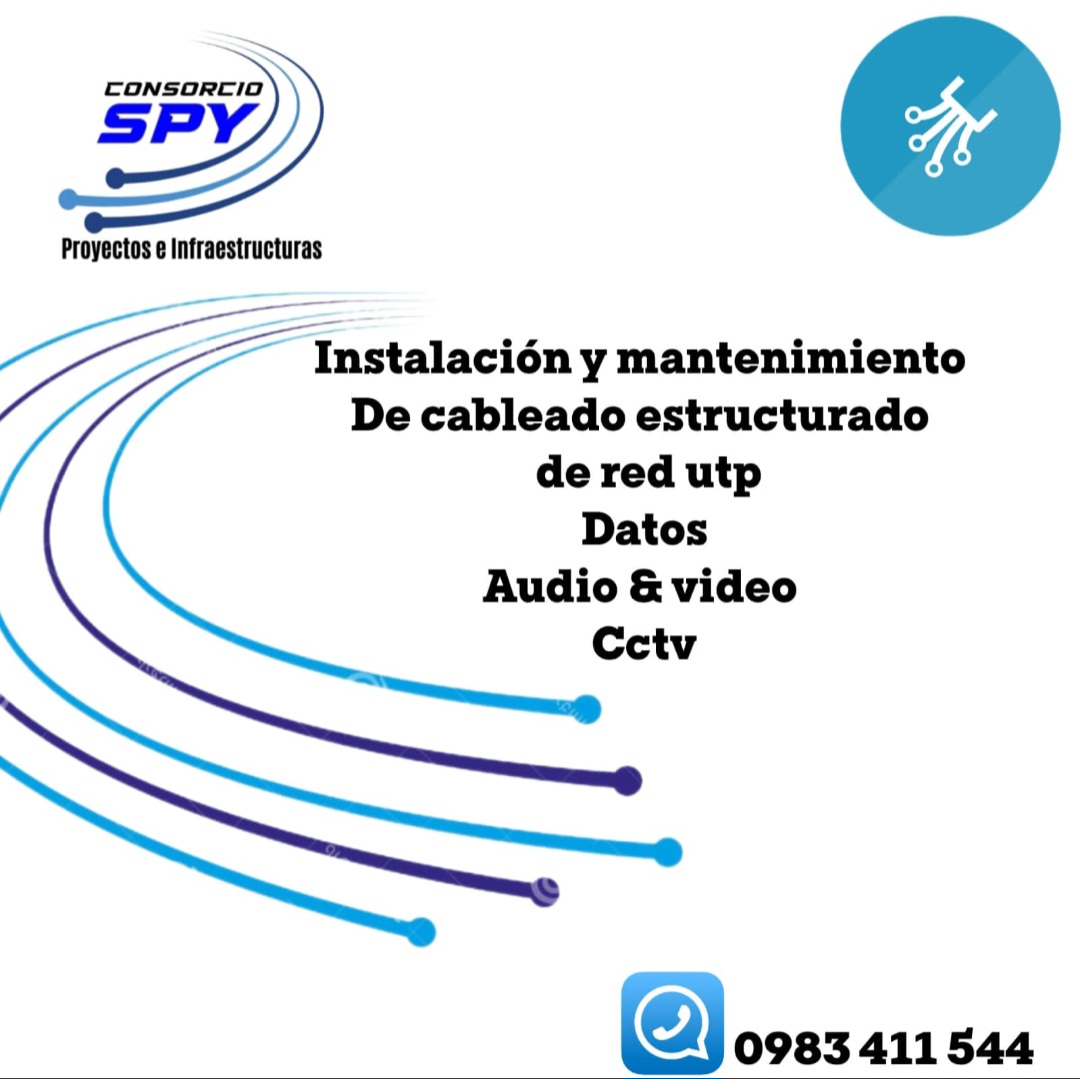 CONSORCIO
SPY
Proyectos e Infraestructuras
Instalación y mantenimiento
De cableado estructurado
de red utp
Datos
Audio & video
Cctv
0983 411 544